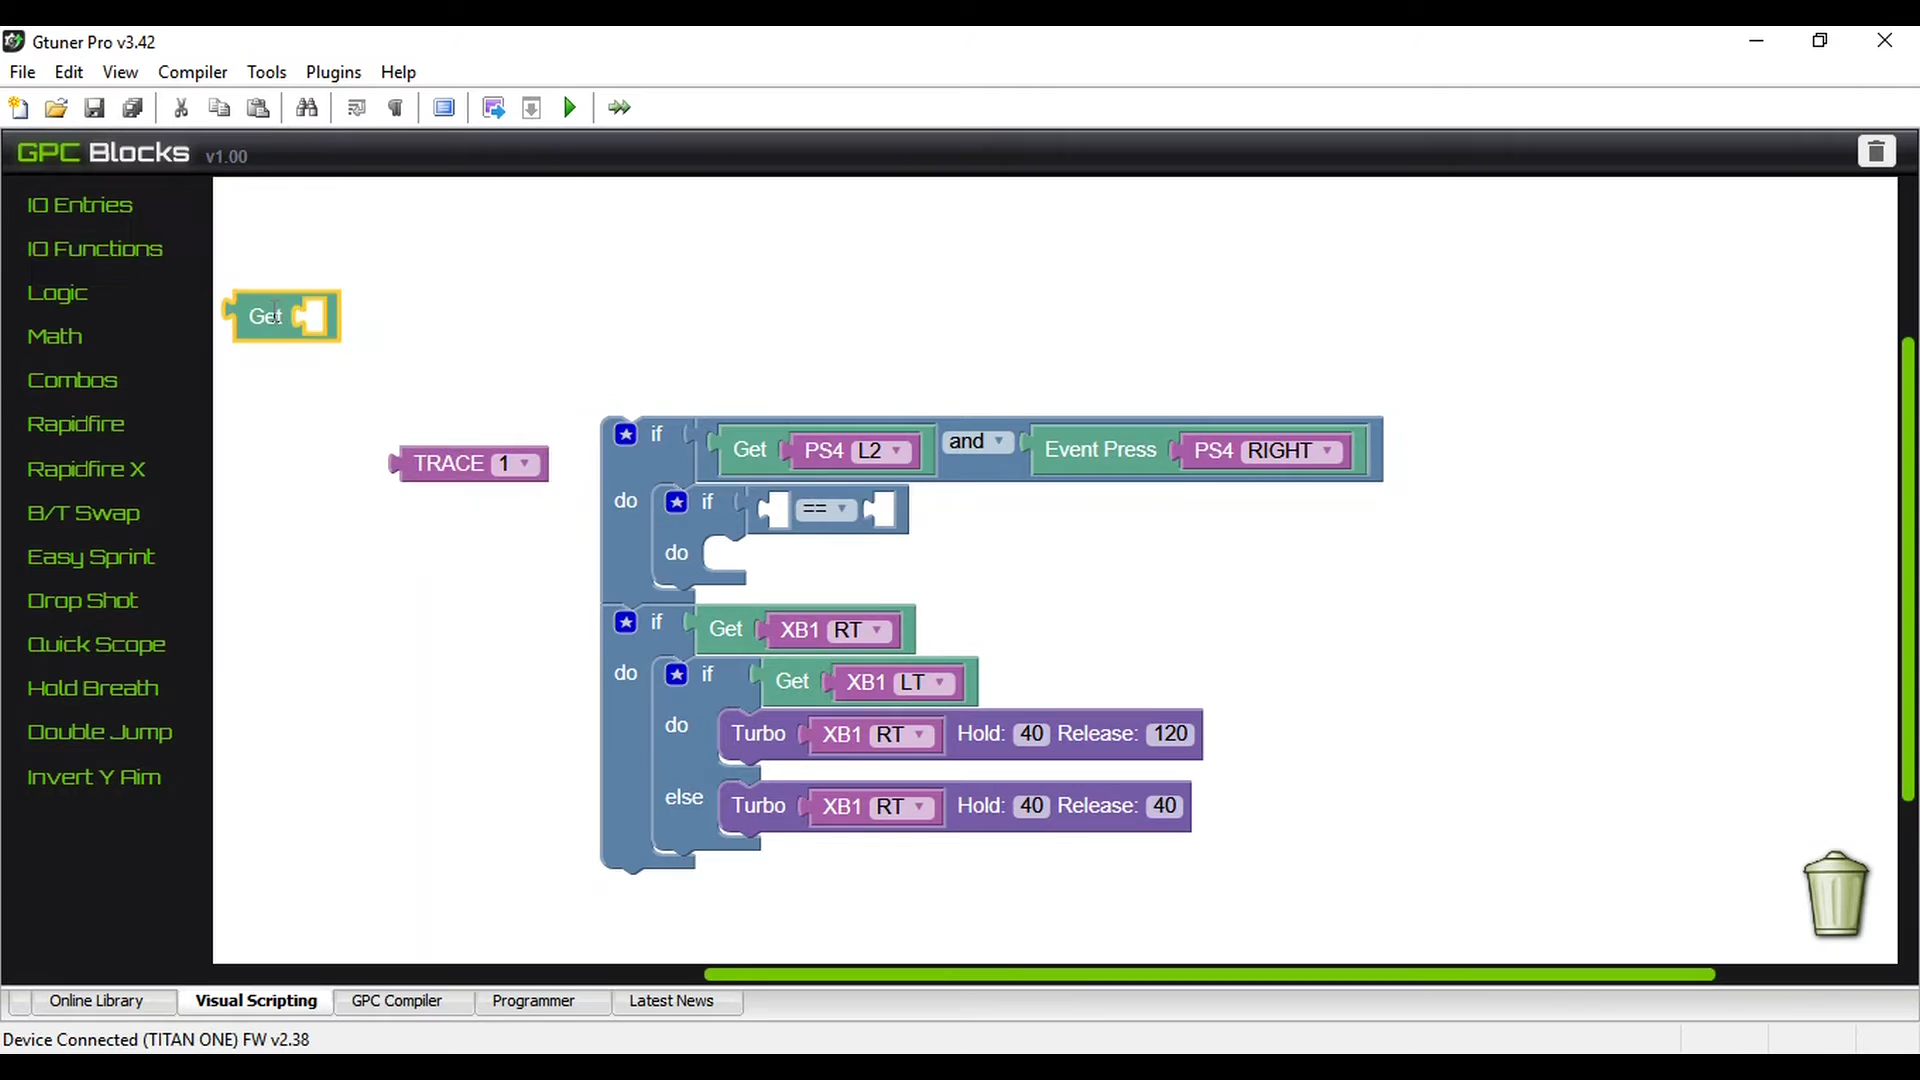 Gtuner Pro v3.42
File Edit View Compiler Tools Plugins Help
GPC Blocks v1.00
IO Entries
IO Functions
Logic
Math
Combos
Rapidfire
Rapidfire X
B/T Swap
Easy Sprint
Drop Shot
Quick Scope
Hold Breath
Double Jump
Invert Y Aim
Get
TRACE 1
if Get PS4 L2 and Event Press PS4 RIGHT
do if ==
do
if Get XB1 RT
do if Get XB1 LT
do Turbo XB1 RT Hold: 40 Release: 120
else Turbo XB1 RT Hold: 40 Release: 40
Online Library Visual Scripting GPC Compiler Programmer Latest News
Device Connected (TITAN ONE) FW v2.38